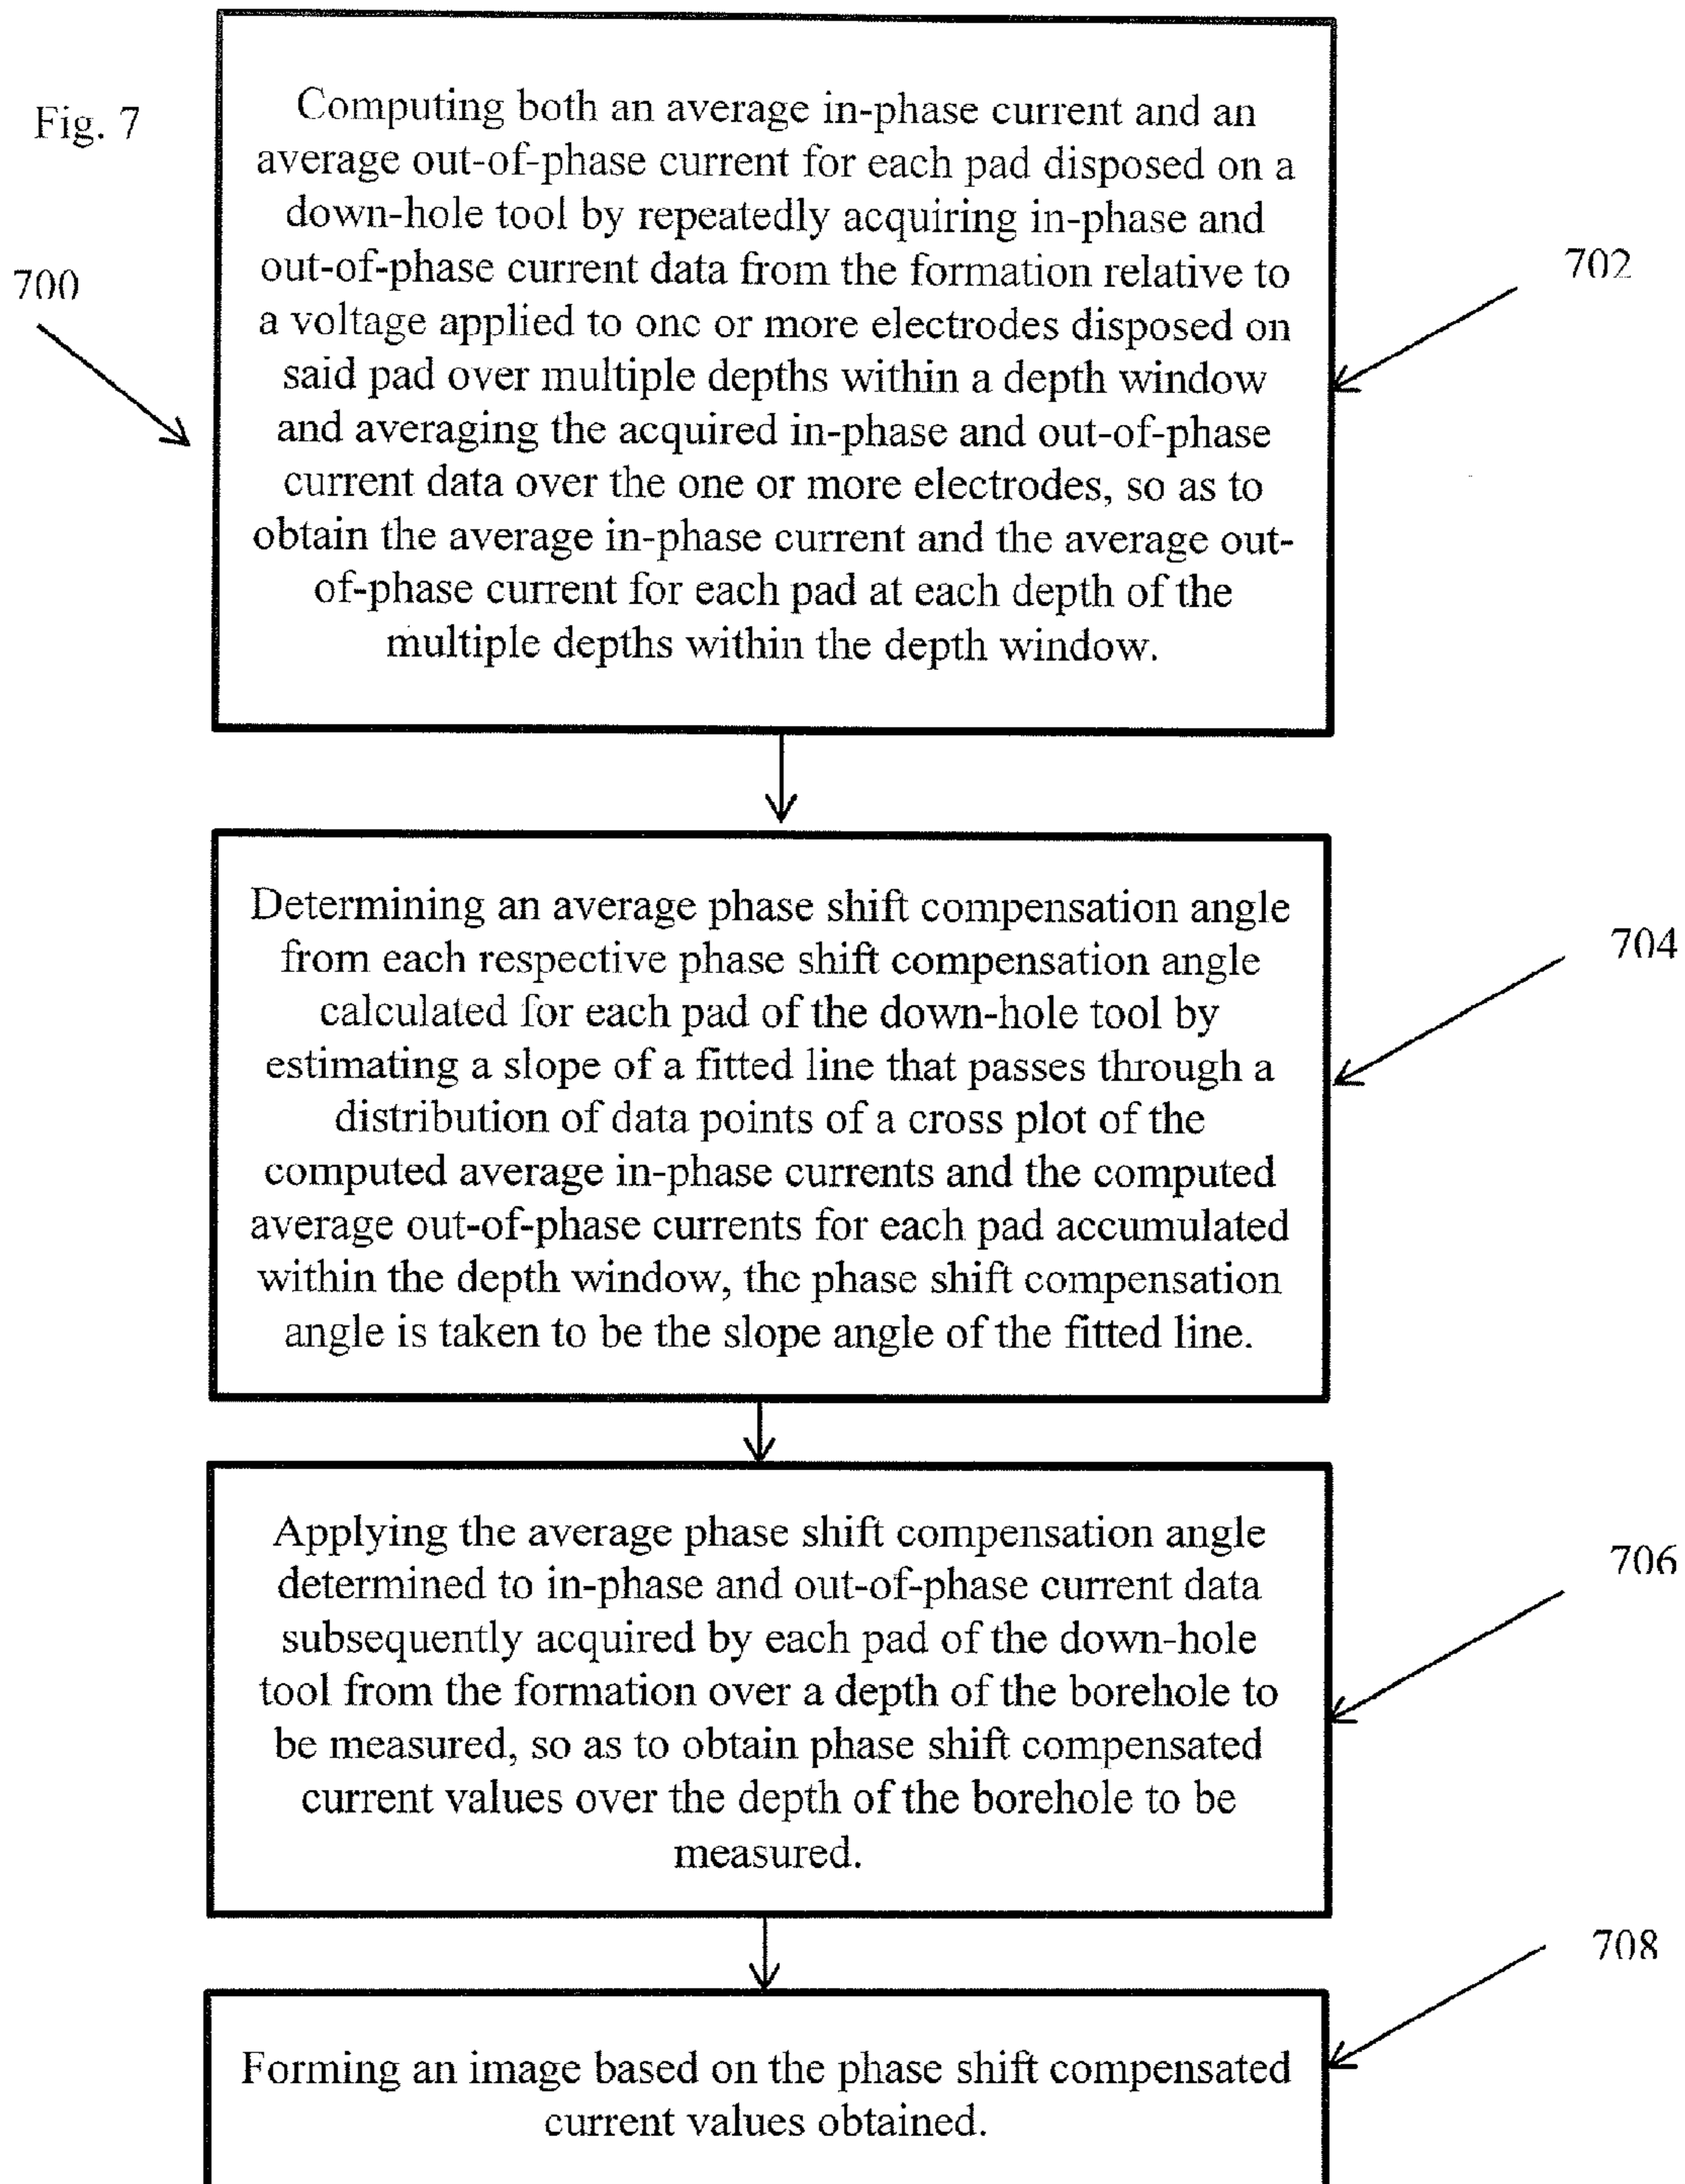 Fig. 7
700
Computing both an average in-phase current and an
average out-of-phase current for each pad disposed on a
down-hole tool by repeatedly acquiring in-phase and
out-of-phase current data from the formation relative to
a voltage applied to one or more electrodes disposed on
said pad over multiple depths within a depth window
and averaging the acquired in-phase and out-of-phase
current data over the one or more electrodes, so as to
obtain the average in-phase current and the average out-
of-phase current for each pad at each depth of the
multiple depths within the depth window.
702
Determining an average phase shift compensation angle
from each respective phase shift compensation angle
calculated for each pad of the down-hole tool by
estimating a slope of a fitted line that passes through a
distribution of data points of a cross plot of the
computed average in-phase currents and the computed
average out-of-phase currents for each pad accumulated
within the depth window, the phase shift compensation
angle is taken to be the slope angle of the fitted line.
704
Applying the average phase shift compensation angle
determined to in-phase and out-of-phase current data
subsequently acquired by each pad of the down-hole
tool from the formation over a depth of the borehole to
be measured, so as to obtain phase shift compensated
current values over the depth of the borehole to be
measured.
706
Forming an image based on the phase shift compensated
current values obtained.
708